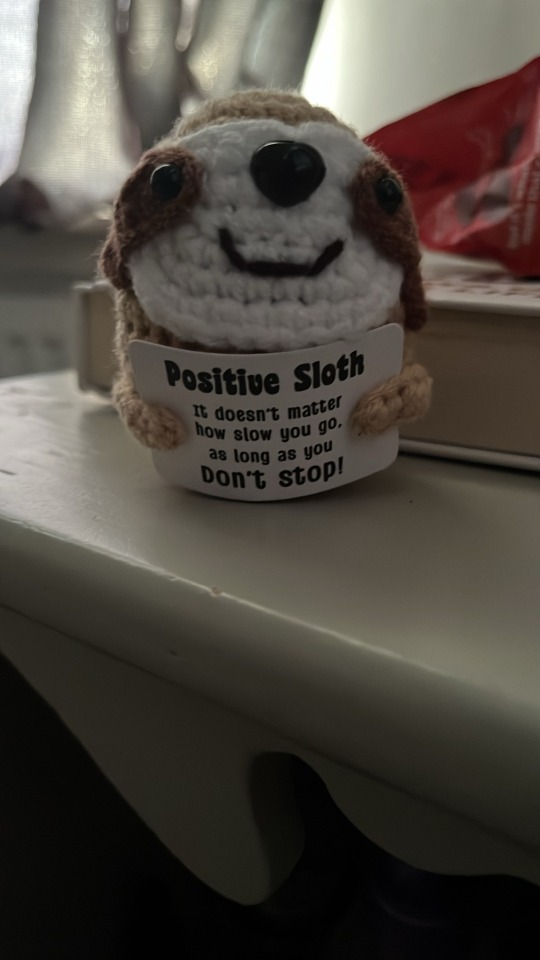 Positive Sloth
It doesn't matter
how slow you go,
as long as you
Don't Stop!